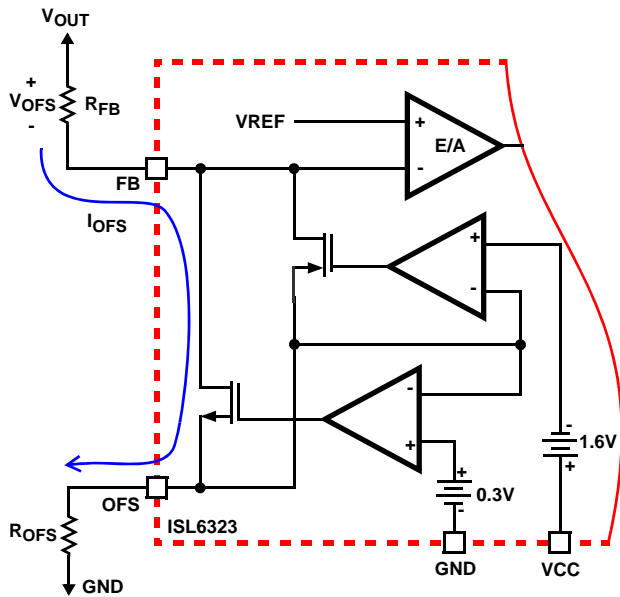 VOUT
+
VOFS
-
RFB
VREF
+
E/A
-
FB
IOFS
+
-
-
+
-
1.6V
+
+
0.3V
-
OFS
ISL6323
ROFS
GND
GND
VCC